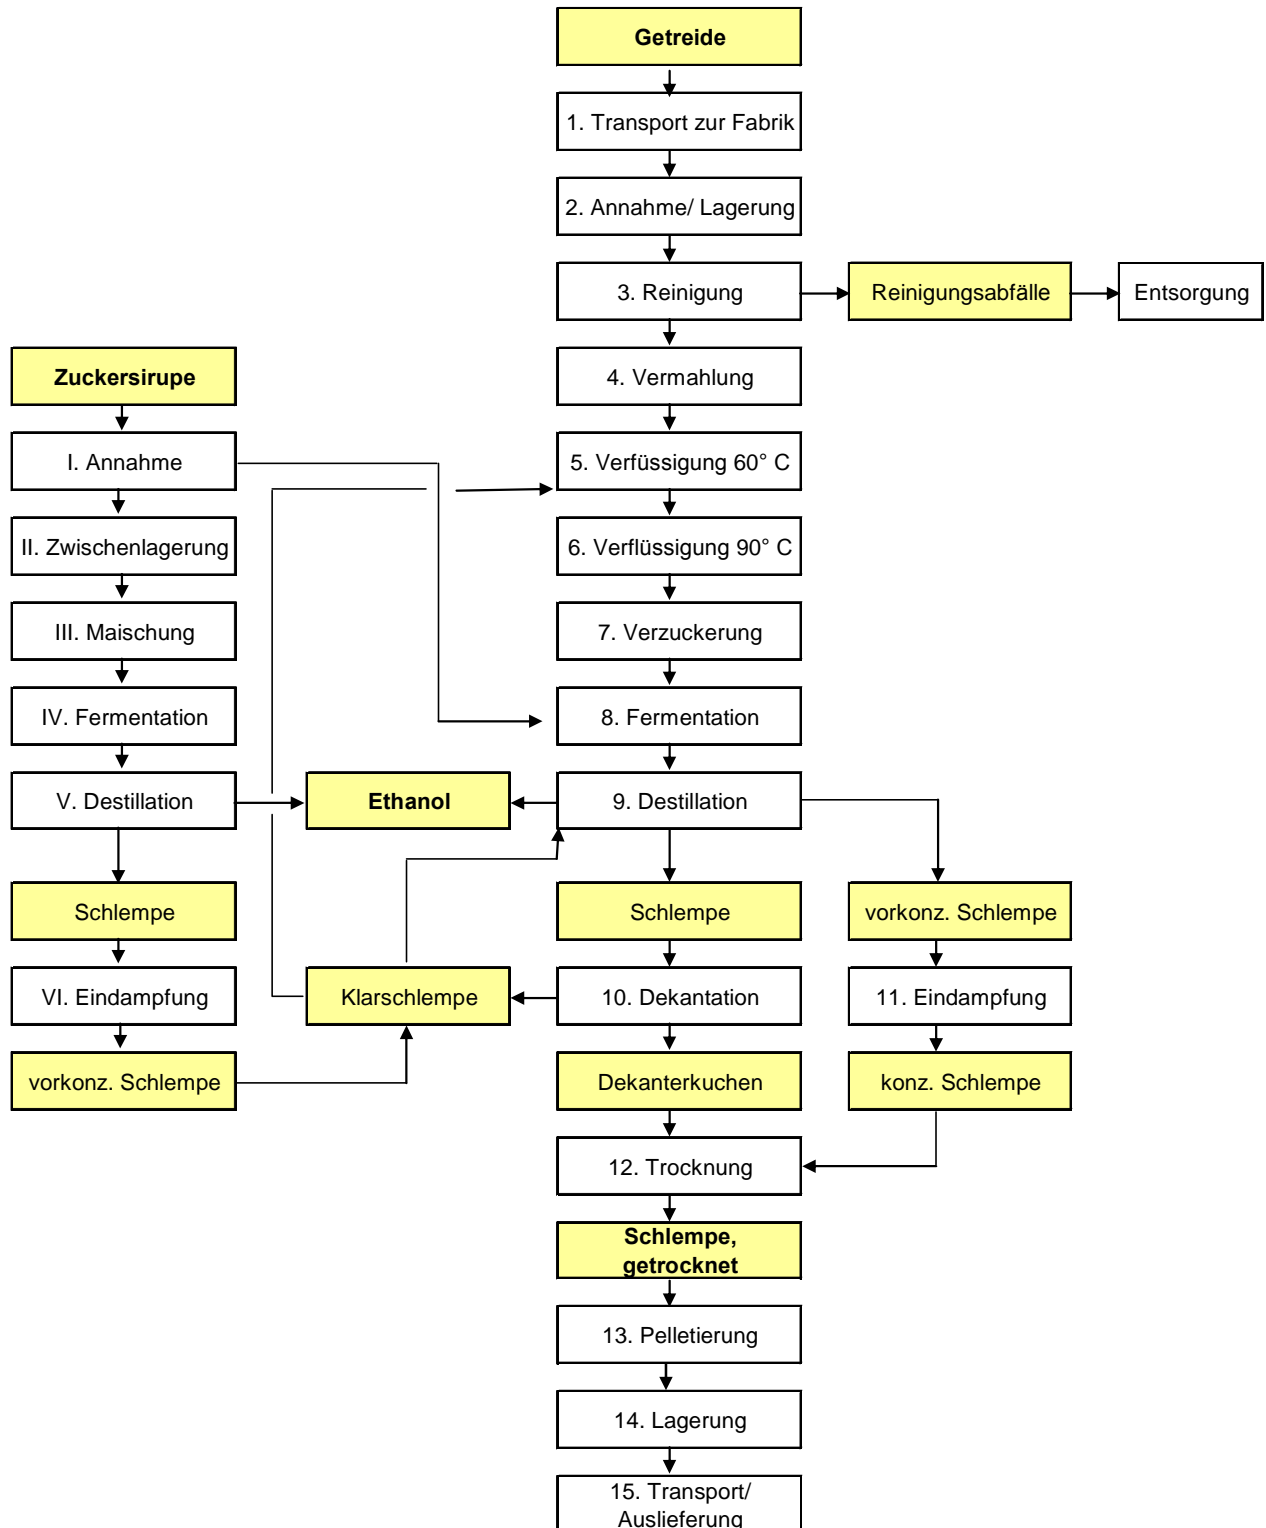 Getreide
1. Transport zur Fabrik
2. Annahme/ Lagerung
3. Reinigung
Reinigungsabfälle
Entsorgung
Zuckersirupe
4. Vermahlung
I. Annahme
5. Verfüssigung 60° C
II. Zwischenlagerung
6. Verflüssigung 90° C
III. Maischung
7. Verzuckerung
IV. Fermentation
8. Fermentation
V. Destillation
Ethanol
9. Destillation
Schlempe
Schlempe
vorkonz. Schlempe
VI. Eindampfung
Klarschlempe
10. Dekantation
11. Eindampfung
vorkonz. Schlempe
Dekanterkuchen
konz. Schlempe
12. Trocknung
Schlempe,
getrocknet
13. Pelletierung
14. Lagerung
15. Transport/
Auslieferung